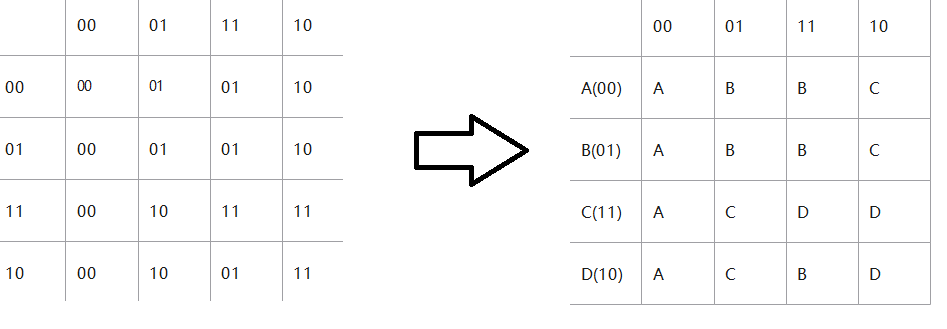 00 01 11 10
00 00 01 01 10
01 00 01 01 10
11 00 10 11 11
10 00 10 01 11
00 01 11 10
A(00) A B B C
B(01) A B B C
C(11) A C D D
D(10) A C B D